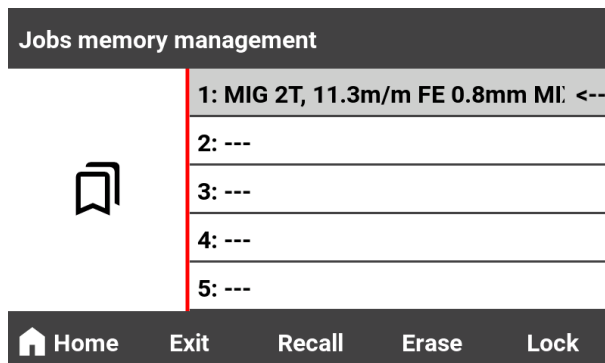 Jobs memory management
1: MIG 2T, 11.3m/m FE 0.8mm <--
2: ---
3: ---
4: ---
5: ---
Home Exit Recall Erase Lock